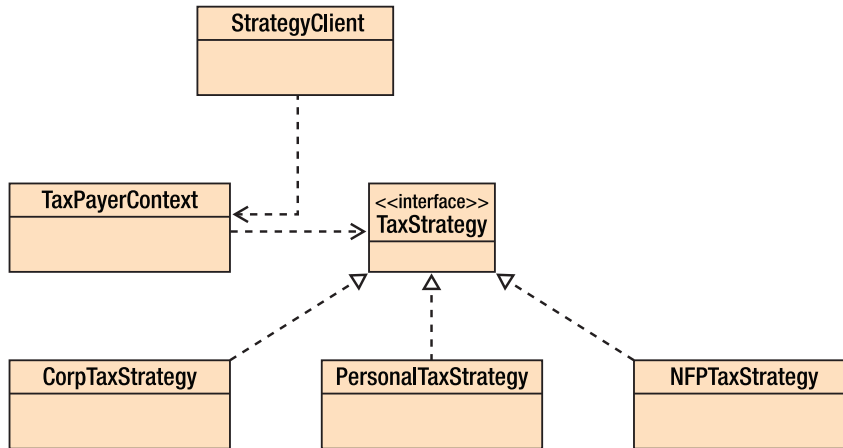 StrategyClient
TaxPayerContext
<<interface>>
TaxStrategy
CorpTaxStrategy
PersonalTaxStrategy
NFPTaxStrategy